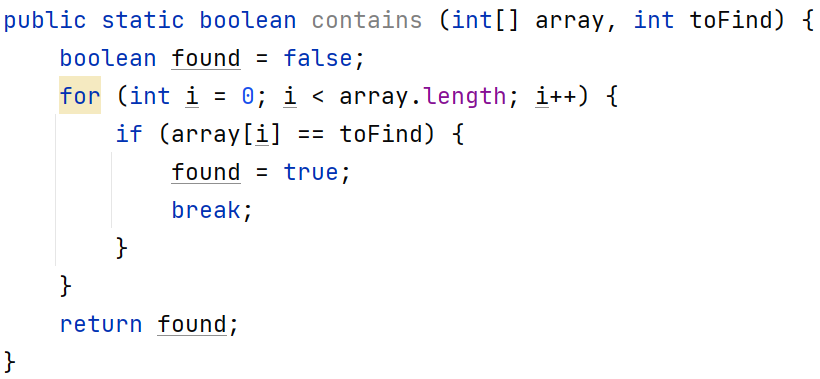 public static boolean contains (int[] array, int toFind) {
    boolean found = false;
    for (int i = 0; i < array.length; i++) {
        if (array[i] == toFind) {
            found = true;
            break;
        }
    }
    return found;
}